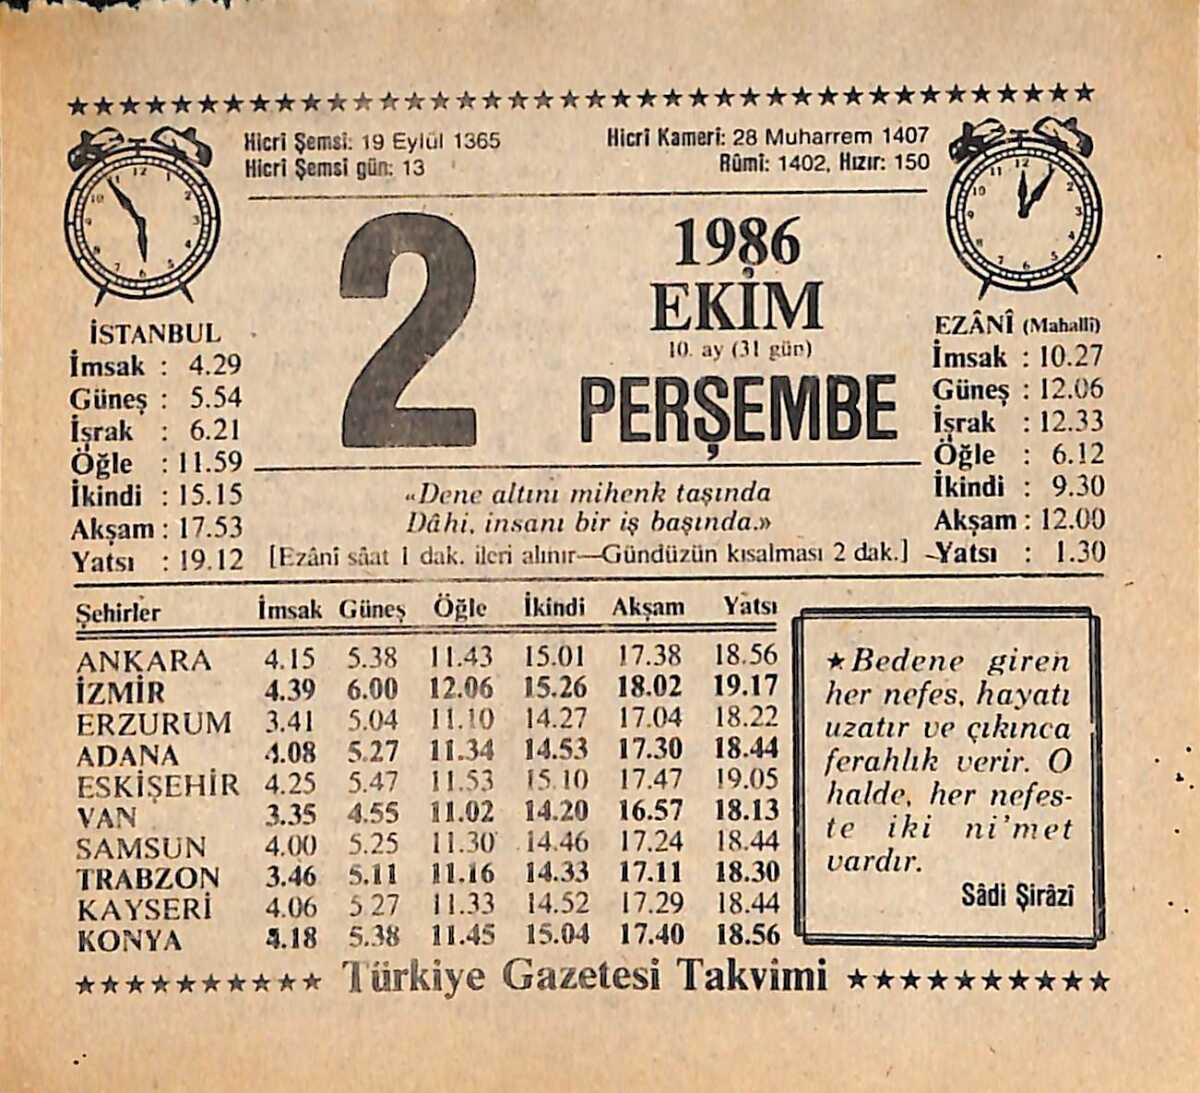 Hicrî Şemsî: 19 Eylül 1365
Hicrî Şemsî gün: 13
Hicrî Kamerî: 28 Muharrem 1407
Rûmî: 1402, Hızır: 150
2
1986
EKİM
10. ay (31 gün)
PERŞEMBE
İSTANBUL
İmsak : 4.29
Güneş : 5.54
İşrak : 6.21
Öğle : 11.59
İkindi : 15.15
Akşam : 17.53
Yatsı : 19.12
EZÂNÎ (Mahallî)
İmsak : 10.27
Güneş : 12.06
İşrak : 12.33
Öğle : 6.12
İkindi : 9.30
Akşam : 12.00
Yatsı : 1.30
«Dene altını mihenk taşında
Dâhi, insanı bir iş başında.»
[Ezânî sâat 1 dak. ileri alınır—Gündüzün kısalması 2 dak.]
Şehirler İmsak Güneş Öğle İkindi Akşam Yatsı
ANKARA 4.15 5.38 11.43 15.01 17.38 18.56
İZMİR 4.39 6.00 12.06 15.26 18.02 19.17
ERZURUM 3.41 5.04 11.10 14.27 17.04 18.22
ADANA 4.08 5.27 11.34 14.53 17.30 18.44
ESKİŞEHİR 4.25 5.47 11.53 15.10 17.47 19.05
VAN 3.35 4.55 11.02 14.20 16.57 18.13
SAMSUN 4.00 5.25 11.30 14.46 17.24 18.44
TRABZON 3.46 5.11 11.16 14.33 17.11 18.30
KAYSERİ 4.06 5.27 11.33 14.52 17.29 18.44
KONYA 4.18 5.38 11.45 15.04 17.40 18.56
★ Bedene giren
her nefes, hayatı
uzatır ve çıkınca
ferahlık verir. O
halde, her nefes-
te iki ni'met
vardır.
Sâdi Şirâzî
Türkiye Gazetesi Takvimi